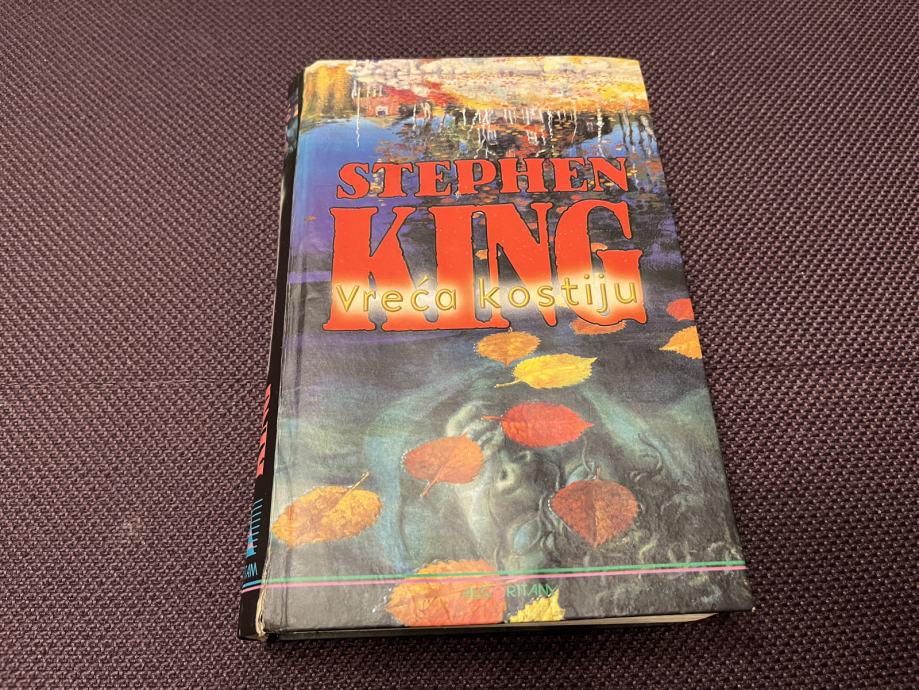 STEPHEN
KING
Vreća kostiju